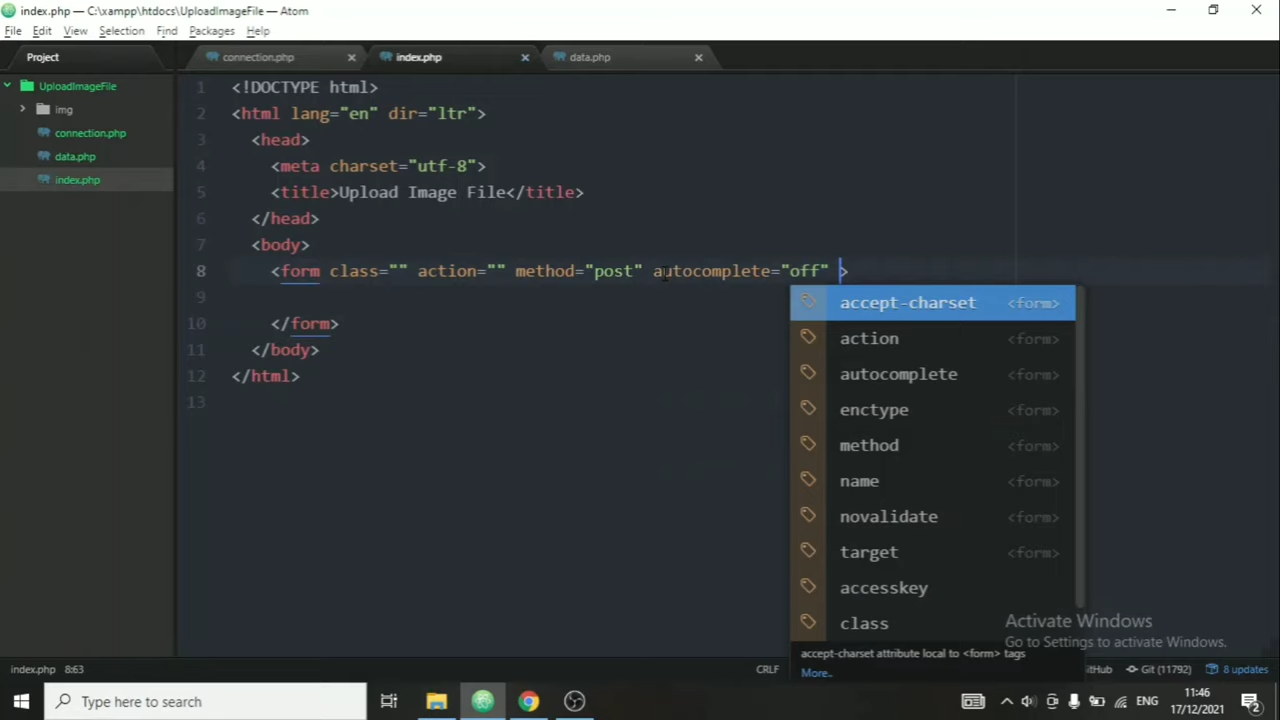 index.php — C:\xampp\htdocs\UploadImageFile — Atom
File Edit View Selection Find Packages Help
Project
connection.php
index.php
data.php
UploadImageFile
img
connection.php
data.php
index.php
1 <!DOCTYPE html>
2 <html lang="en" dir="ltr">
3 <head>
4 <meta charset="utf-8">
5 <title>Upload Image File</title>
6 </head>
7 <body>
8 <form class="" action="" method="post" autocomplete="off" >
9
10 </form>
11 </body>
12 </html>
13
accept-charset <form>
action <form>
autocomplete <form>
enctype <form>
method <form>
name <form>
novalidate <form>
target <form>
accesskey
class
accept-charset attribute local to <form> tags
More..
Activate Windows
Go to Settings to activate Windows.
index.php 8:63
CRLF
itHub
Git (11792)
8 updates
Type here to search
ENG
11:46
17/12/2021
2